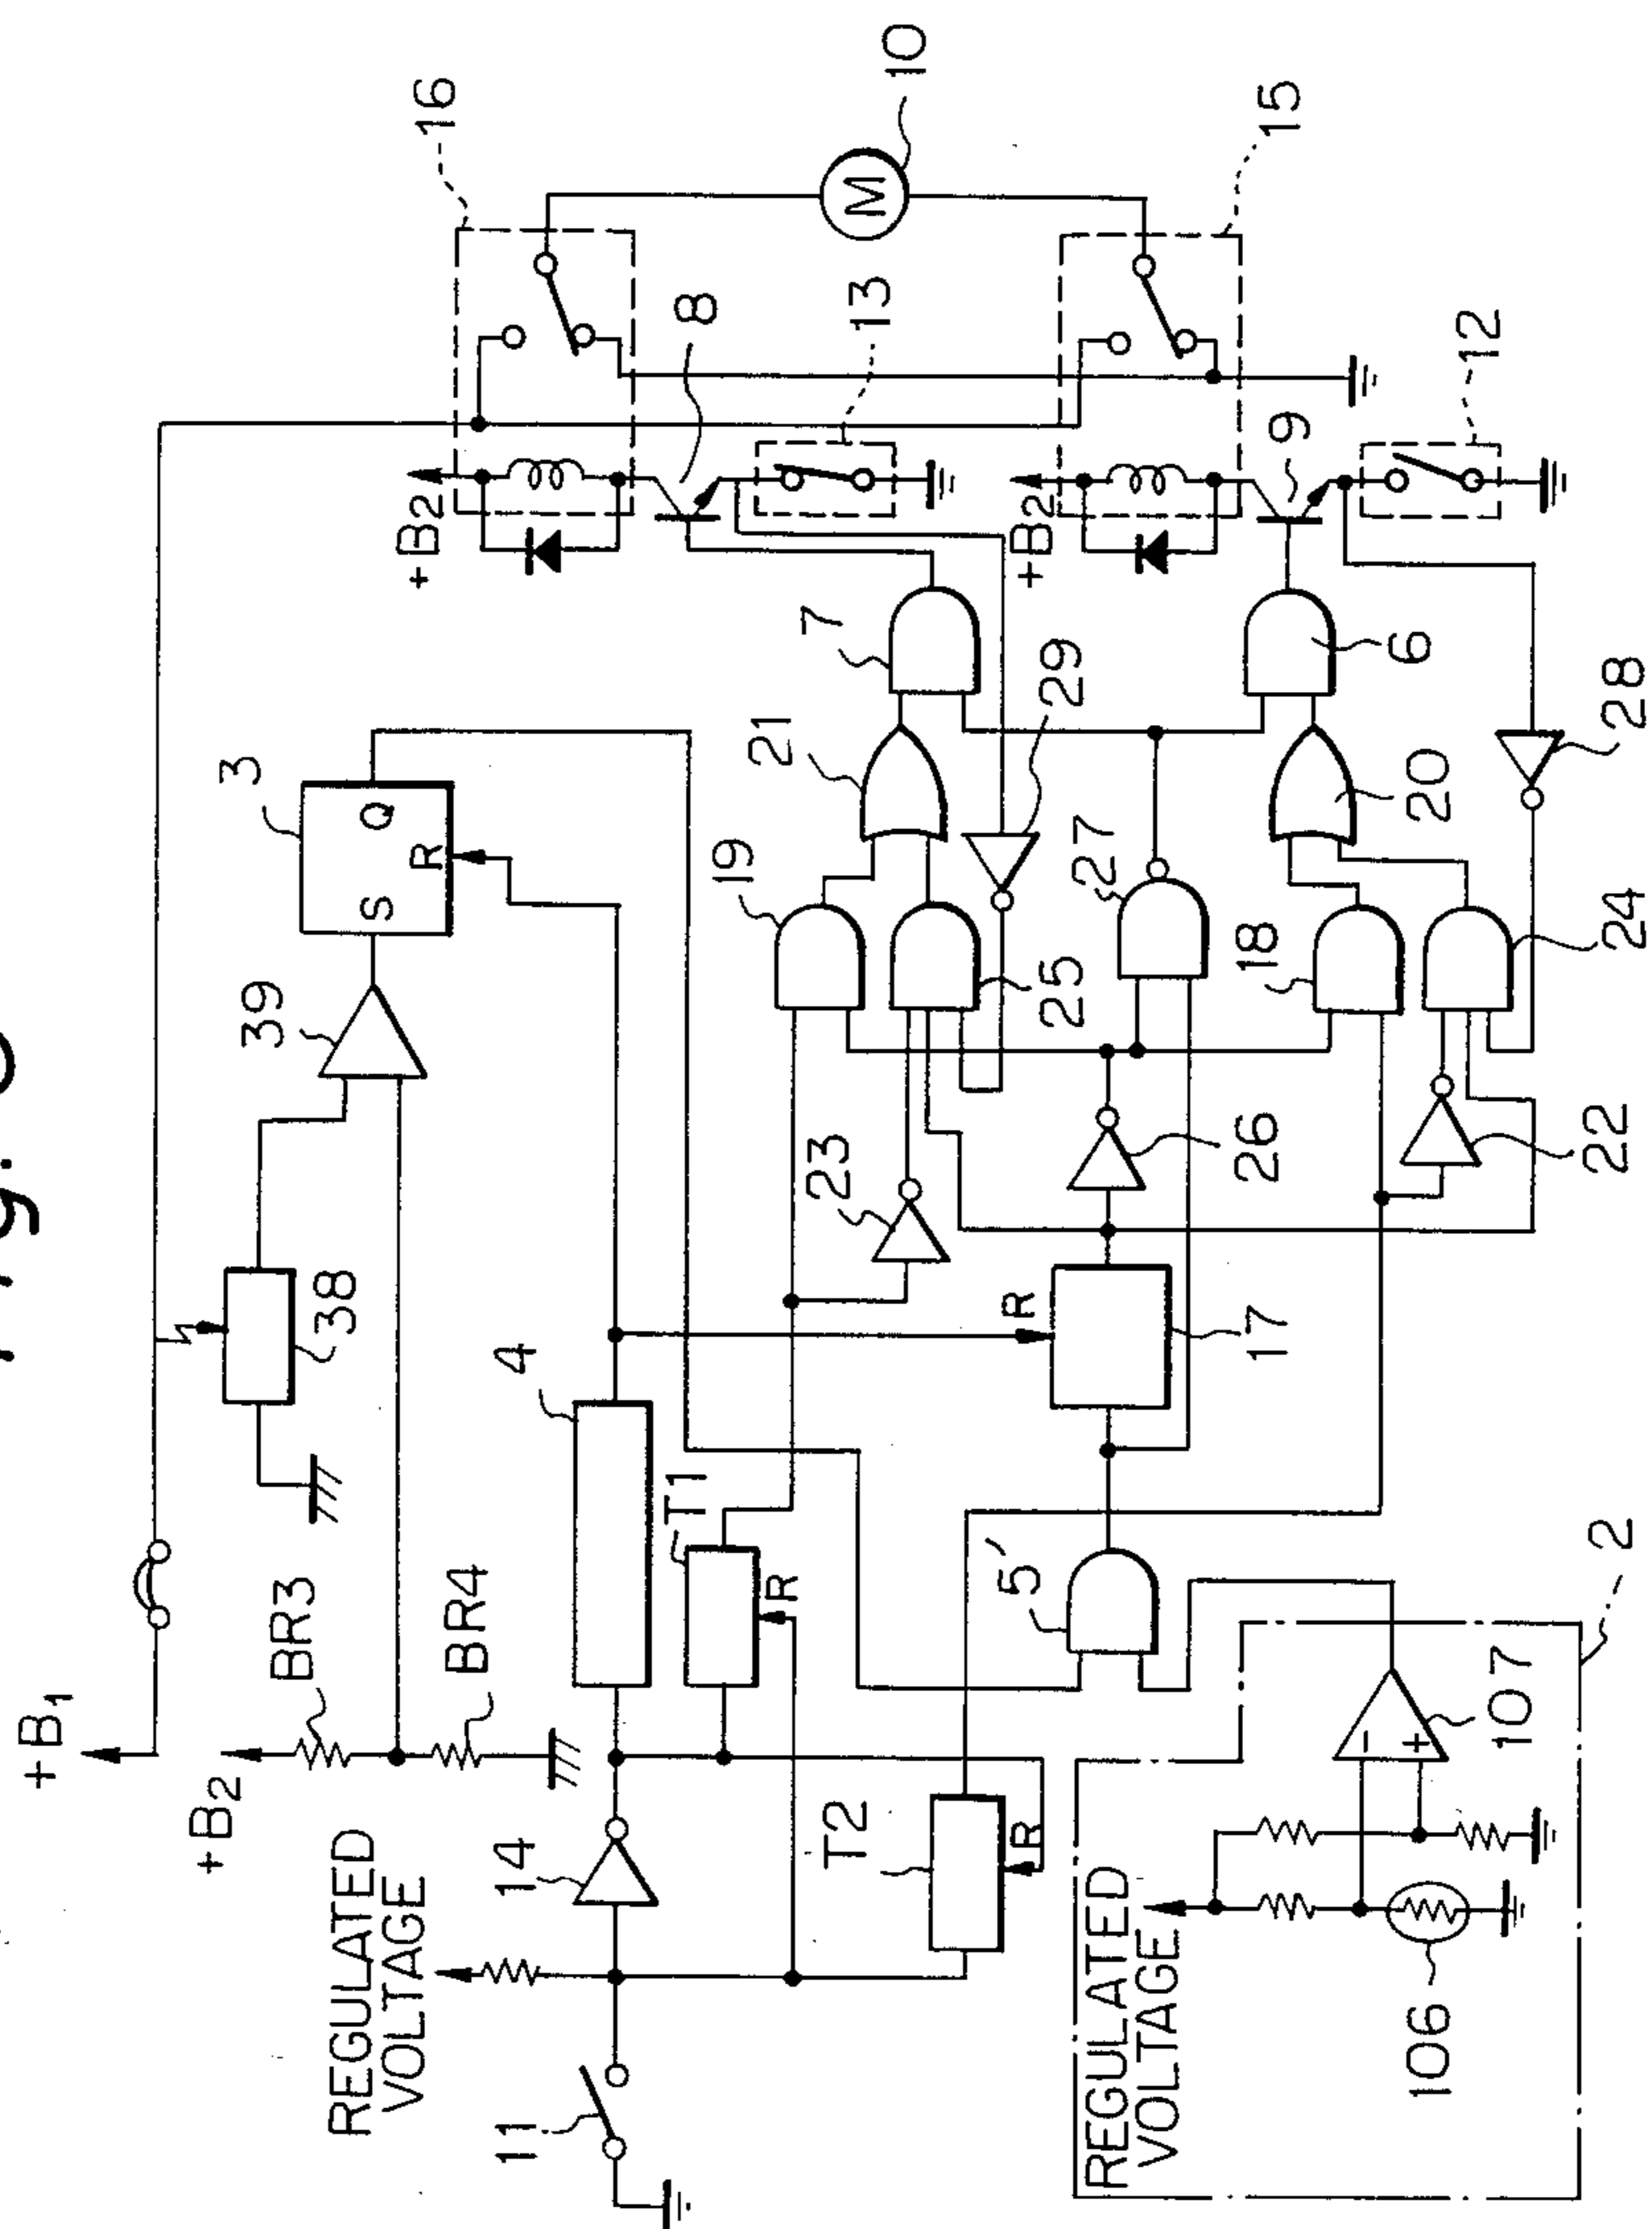 +B1
+B2
BR3
BR4
38
39
3
S
Q
R
REGULATED
VOLTAGE
11
14
4
T1
R
16
+B2
8
13
10
19
21
7
23
25
29
T2
R
5'
R
17
26
27
+B2
9
15
12
18
20
6
22
24
28
REGULATED
VOLTAGE
106
−
+
107
2
M